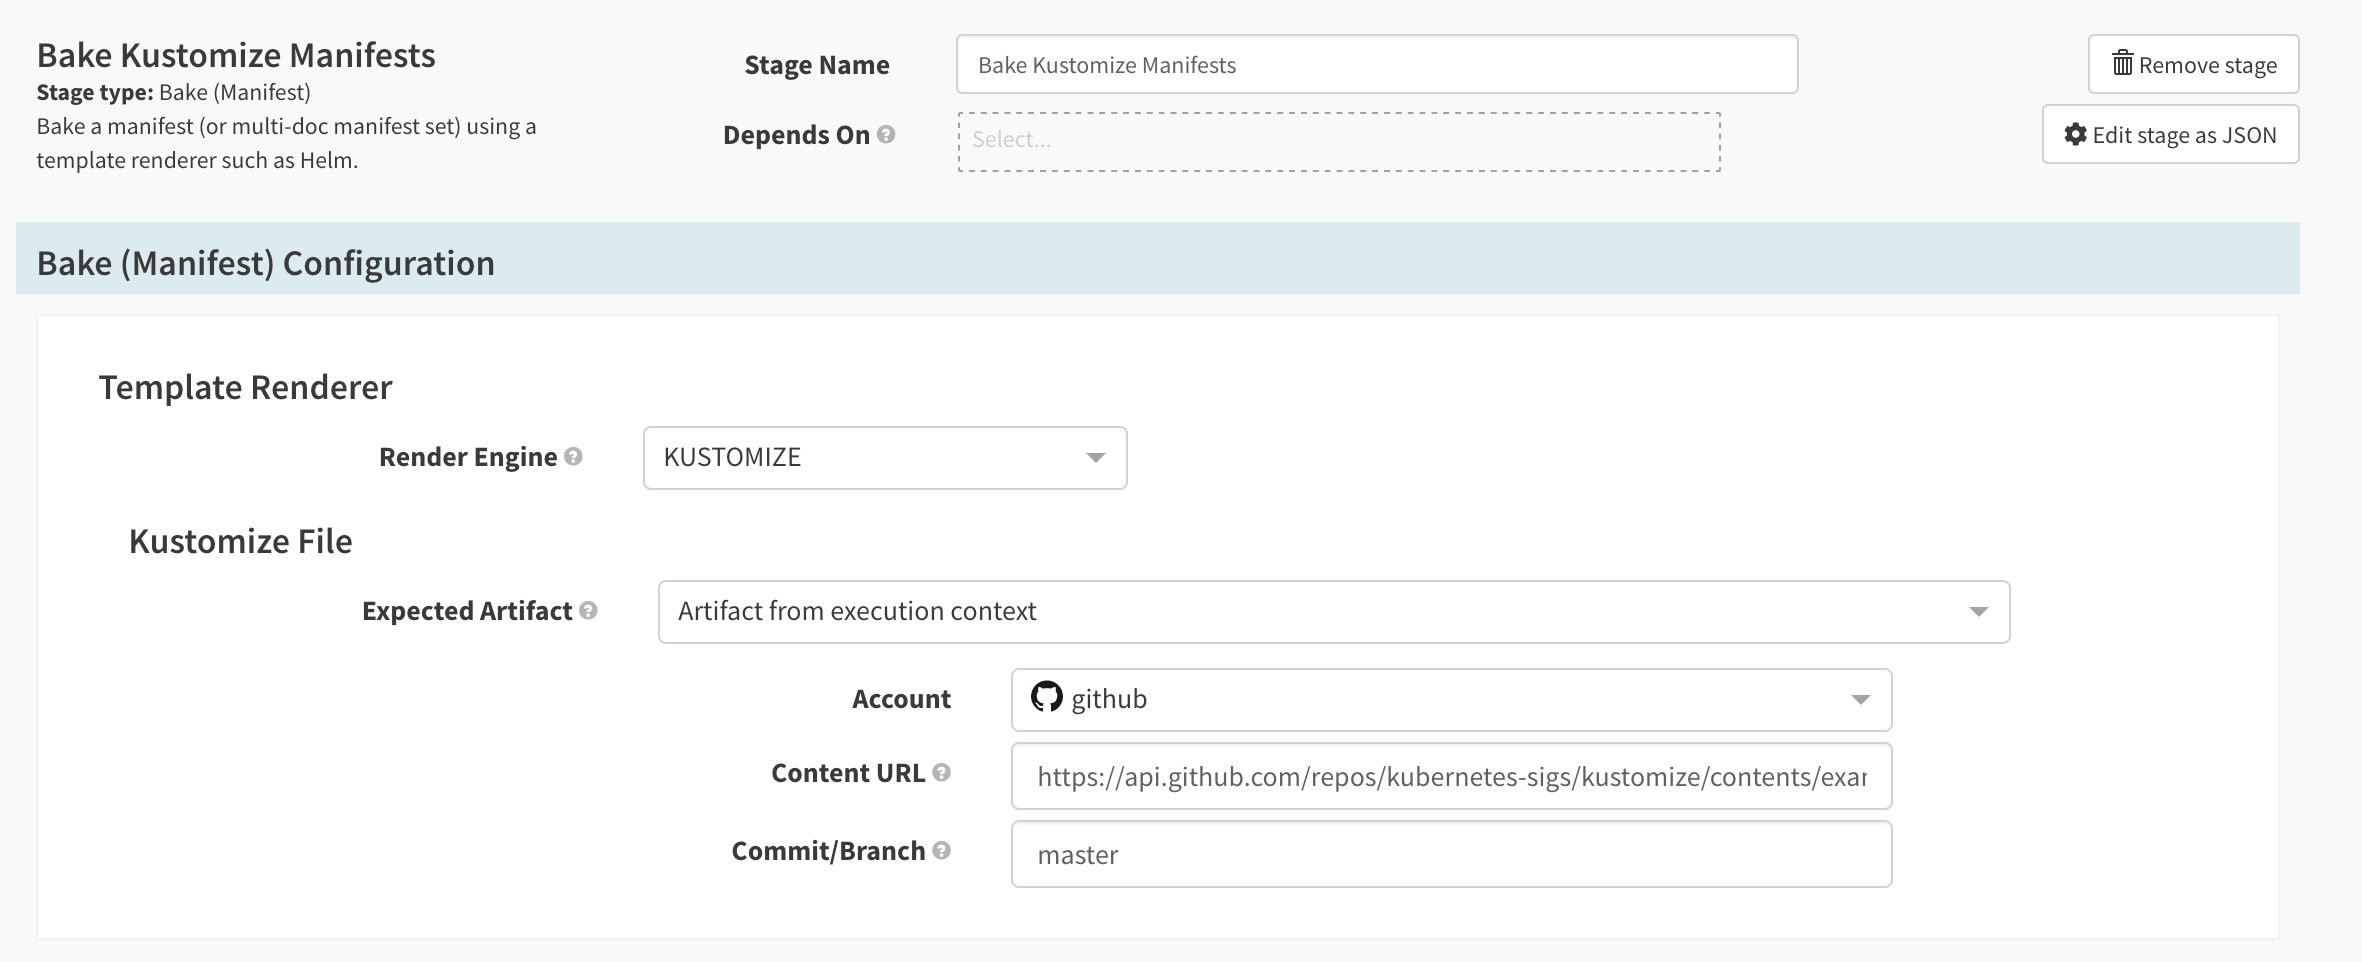 Bake Kustomize Manifests
Stage type: Bake (Manifest)
Bake a manifest (or multi-doc manifest set) using a
template renderer such as Helm.
Stage Name
Bake Kustomize Manifests
Depends On
Select...
Remove stage
Edit stage as JSON
Bake (Manifest) Configuration
Template Renderer
Render Engine
KUSTOMIZE
Kustomize File
Expected Artifact
Artifact from execution context
Account
github
Content URL
https://api.github.com/repos/kubernetes-sigs/kustomize/contents/exar
Commit/Branch
master